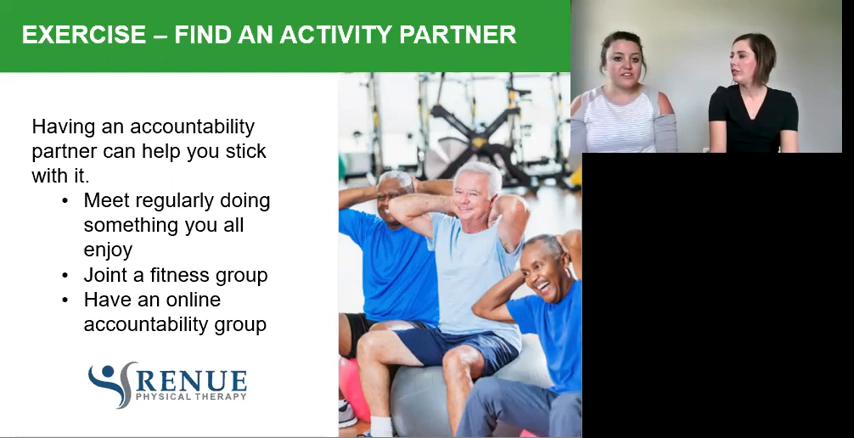 EXERCISE – FIND AN ACTIVITY PARTNER
Having an accountability
partner can help you stick
with it.
• Meet regularly doing
something you all
enjoy
• Joint a fitness group
• Have an online
accountability group
RENUE
PHYSICAL THERAPY